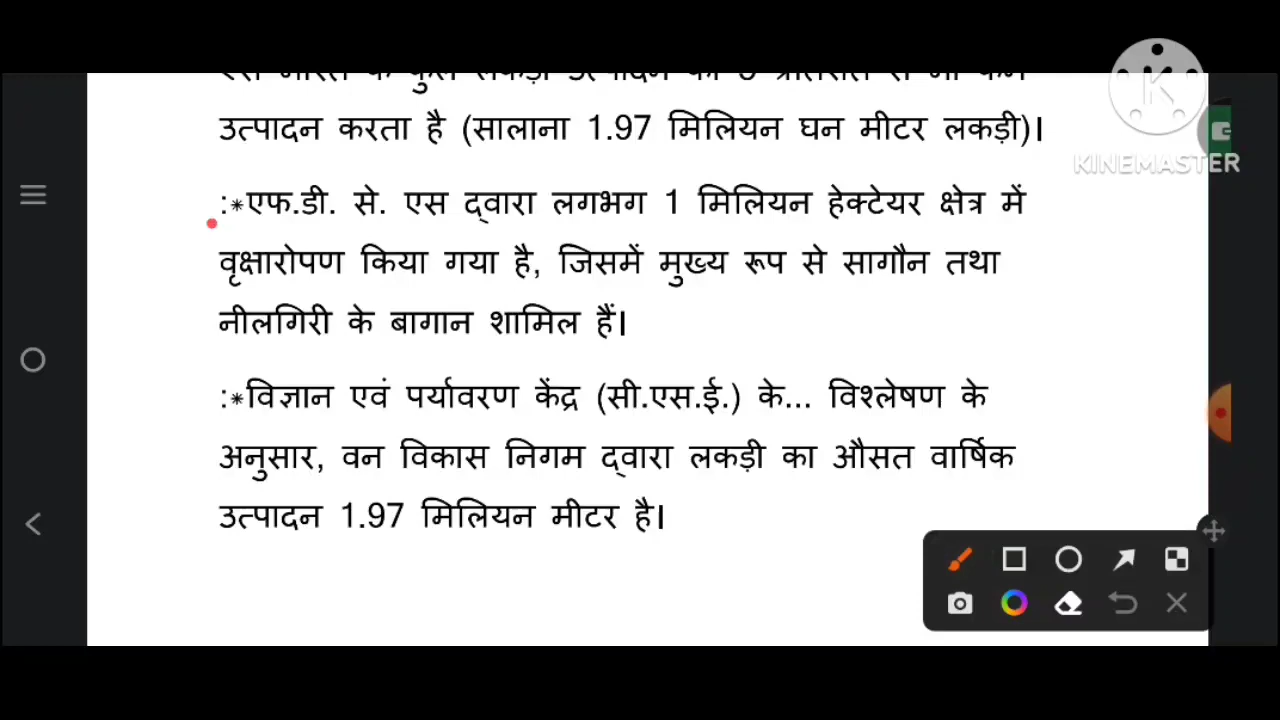 उत्पादन करता है (सालाना 1.97 मिलियन घन मीटर लकड़ी)।
KINEMASTER
:*एफ.डी. से. एस द्वारा लगभग 1 मिलियन हेक्टेयर क्षेत्र में
वृक्षारोपण किया गया है, जिसमें मुख्य रूप से सागौन तथा
नीलगिरी के बागान शामिल हैं।
:*विज्ञान एवं पर्यावरण केंद्र (सी.एस.ई.) के... विश्लेषण के
अनुसार, वन विकास निगम द्वारा लकड़ी का औसत वार्षिक
उत्पादन 1.97 मिलियन मीटर है।